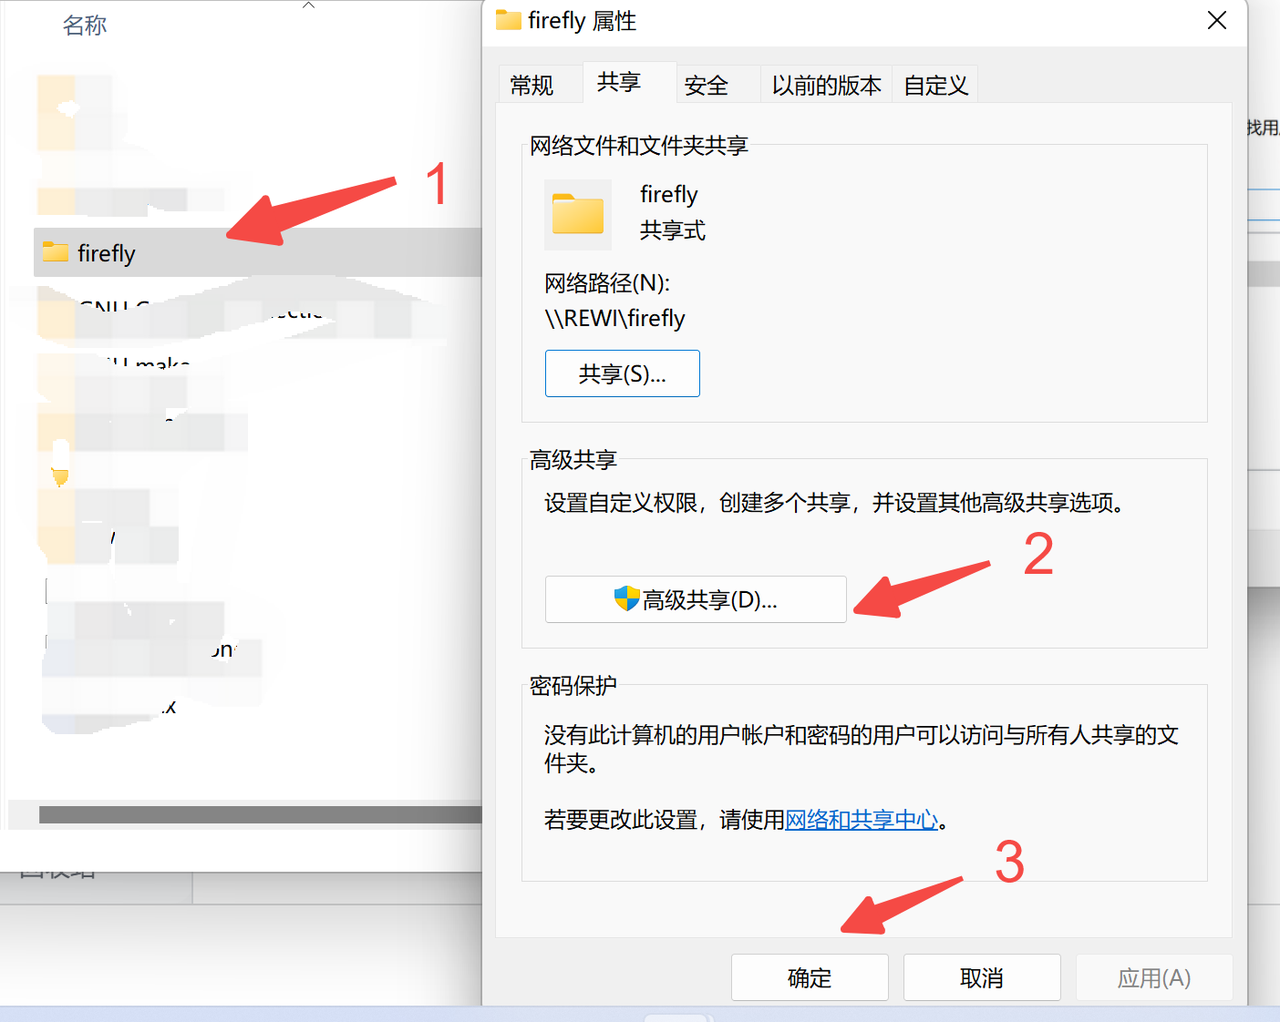 名称
firefly
1
firefly 属性
常规
共享
安全
以前的版本
自定义
网络文件和文件夹共享
firefly
共享式
网络路径(N):
\\REWI\firefly
共享(S)...
高级共享
设置自定义权限，创建多个共享，并设置其他高级共享选项。
2
高级共享(D)...
密码保护
没有此计算机的用户帐户和密码的用户可以访问与所有人共享的文
件夹。
若要更改此设置，请使用网络和共享中心。
3
确定
取消
应用(A)
找用